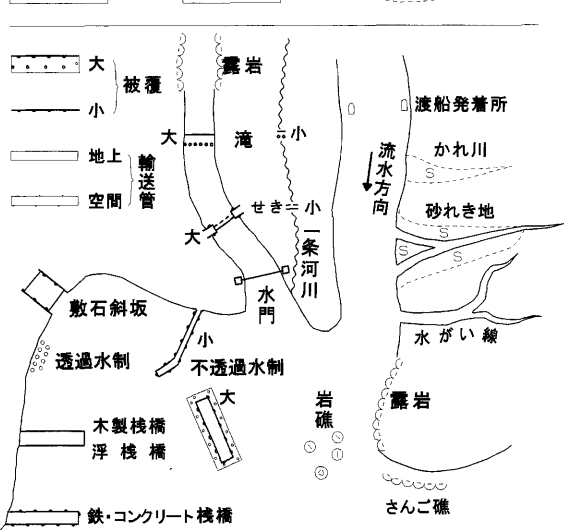 大
被覆
小
地上
輸送管
空間
露岩
大
滝
小
せき
小
大
一条河川
水門
渡船発着所
流水方向
かれ川
S
砂れき地
S
S
水がい線
敷石斜坂
透過水制
小
不透過水制
大
木製桟橋
浮桟橋
鉄・コンクリート桟橋
岩礁
露岩
さんご礁